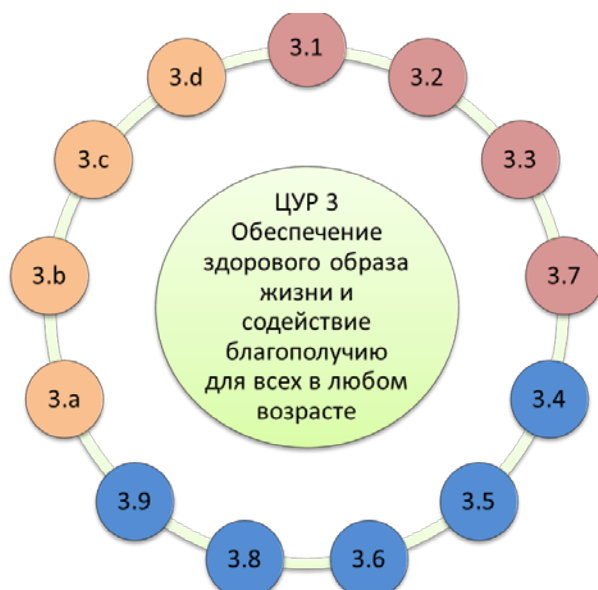 3.1
3.2
3.3
3.7
3.4
3.5
3.6
3.8
3.9
3.a
3.b
3.c
3.d
ЦУР 3
Обеспечение
здорового образа
жизни и
содействие
благополучию
для всех в любом
возрасте